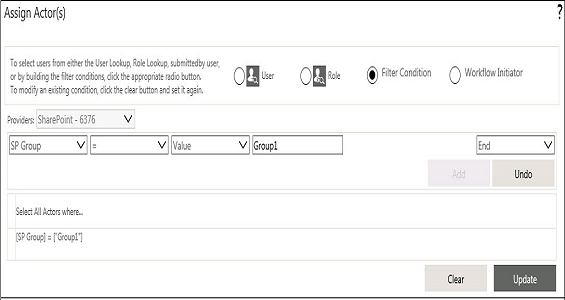 Assign Actor(s)
?
To select users from either the User Lookup, Role Lookup, submittedby user,
or by building the filter conditions, click the appropriate radio button.
To modify an existing condition, click the clear button and set it again.
User
Role
Filter Condition
Workflow Initiator
Providers: SharePoint - 6376
SP Group = Value Group1 End
Add Undo
Select All Actors where...
[SP Group] = ["Group1"]
Clear Update